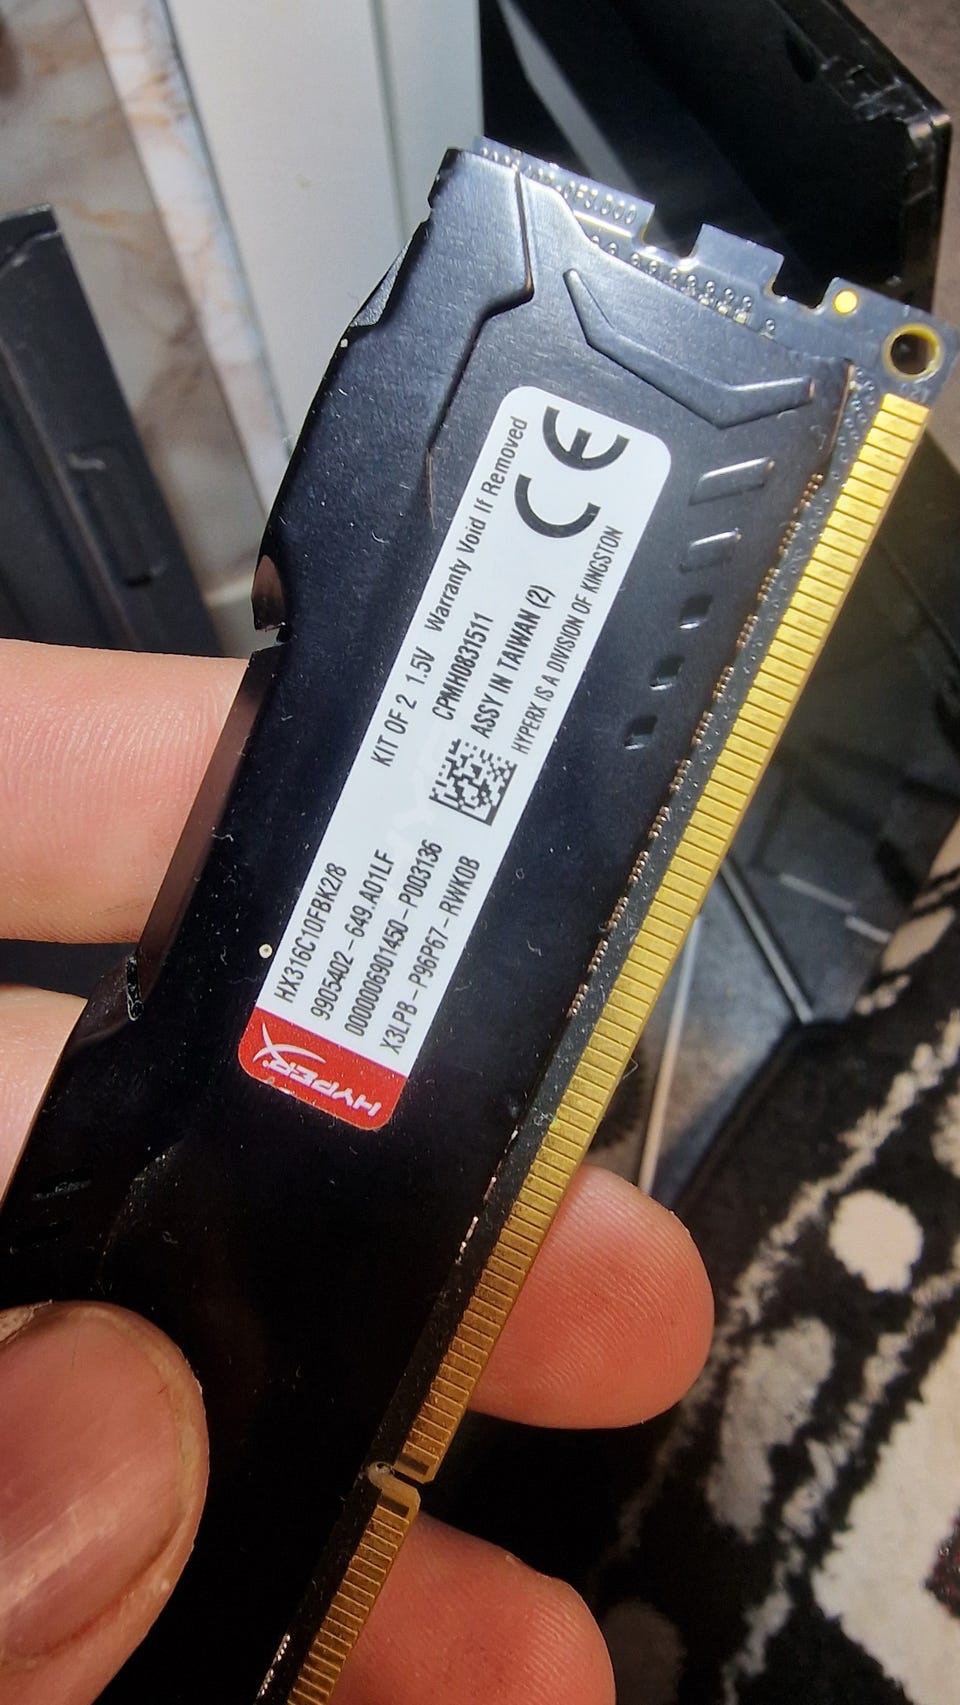 HX316C10FBK2/8 KIT OF 2 1.5V Warranty Void If Removed
9905402-649.A01LF CPMH0831511
0000006901450-P003136 ASSY IN TAIWAN (2)
X3LPB-P96P67-RWK0B HYPERX IS A DIVISION OF KINGSTON
CE
HYPERX